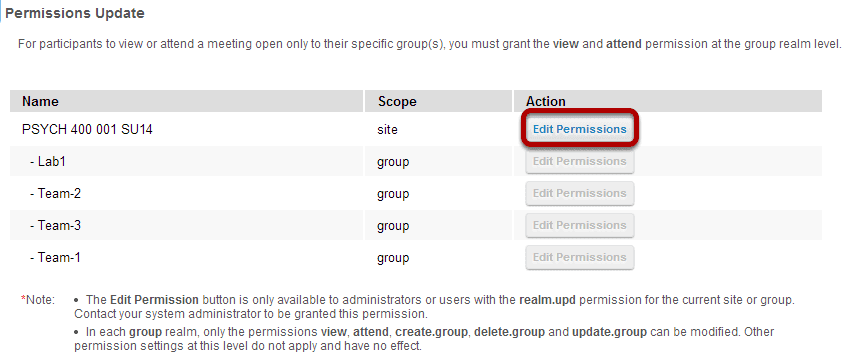 Permissions Update
For participants to view or attend a meeting open only to their specific group(s), you must grant the view and attend permission at the group realm level.
Name Scope Action
PSYCH 400 001 SU14 site Edit Permissions
- Lab1 group Edit Permissions
- Team-2 group Edit Permissions
- Team-3 group Edit Permissions
- Team-1 group Edit Permissions
*Note: • The Edit Permission button is only available to administrators or users with the realm.upd permission for the current site or group.
Contact your system administrator to be granted this permission.
• In each group realm, only the permissions view, attend, create.group, delete.group and update.group can be modified. Other
permission settings at this level do not apply and have no effect.